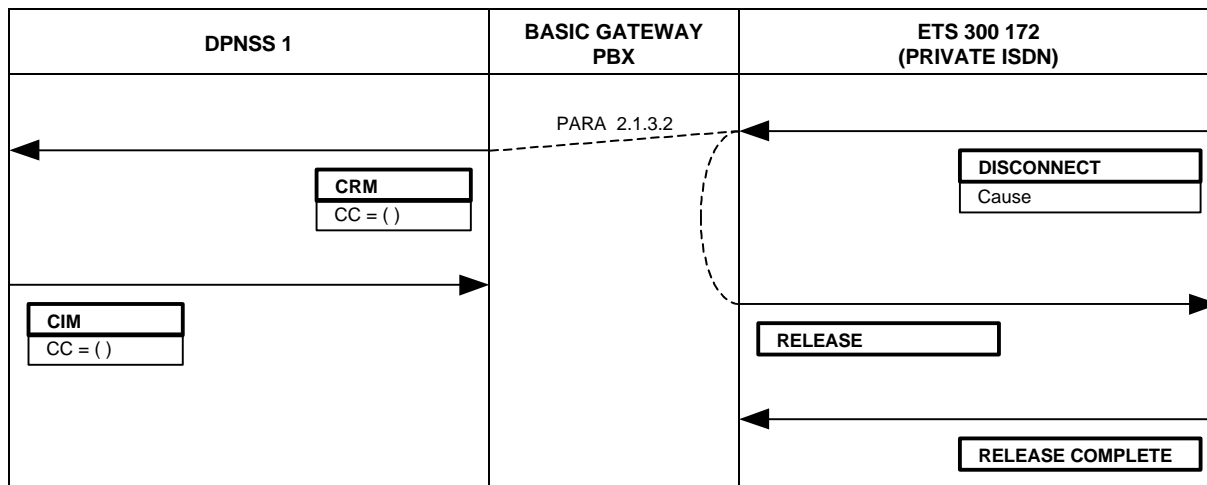 DPNSS 1
BASIC GATEWAY
PBX
ETS 300 172
(PRIVATE ISDN)
PARA 2.1.3.2
CRM
CC = ( )
DISCONNECT
Cause
CIM
CC = ( )
RELEASE
RELEASE COMPLETE